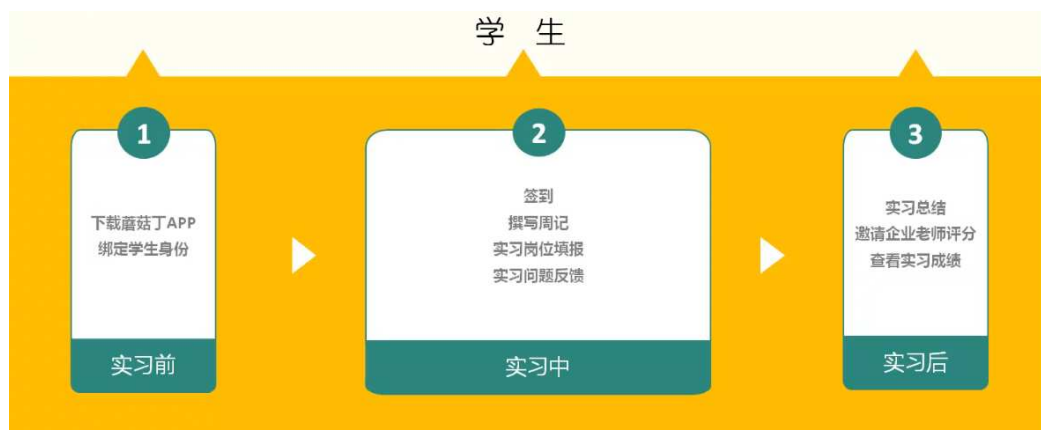 学 生
1
下载蘑菇丁APP
绑定学生身份
实习前
2
签到
撰写周记
实习岗位填报
实习问题反馈
实习中
3
实习总结
邀请企业老师评分
查看实习成绩
实习后